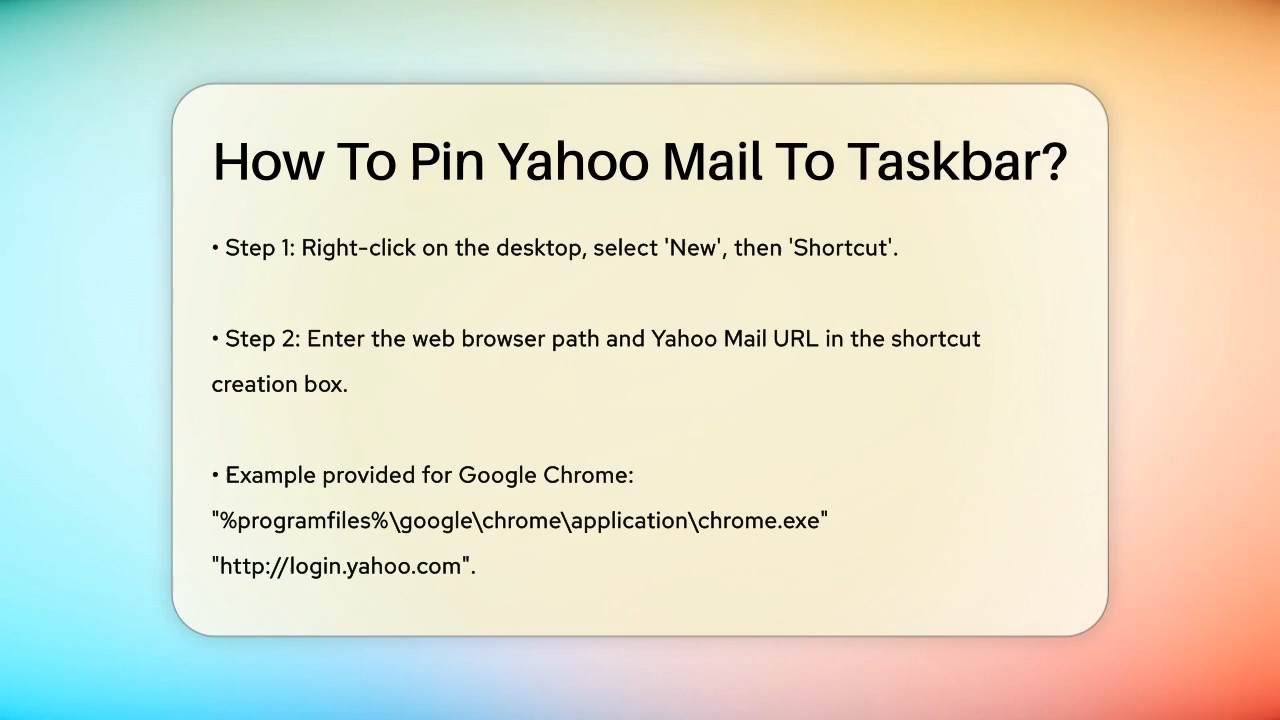 How To Pin Yahoo Mail To Taskbar?
• Step 1: Right-click on the desktop, select 'New', then 'Shortcut'.
• Step 2: Enter the web browser path and Yahoo Mail URL in the shortcut
creation box.
• Example provided for Google Chrome:
"%programfiles%\google\chrome\application\chrome.exe"
"http://login.yahoo.com".